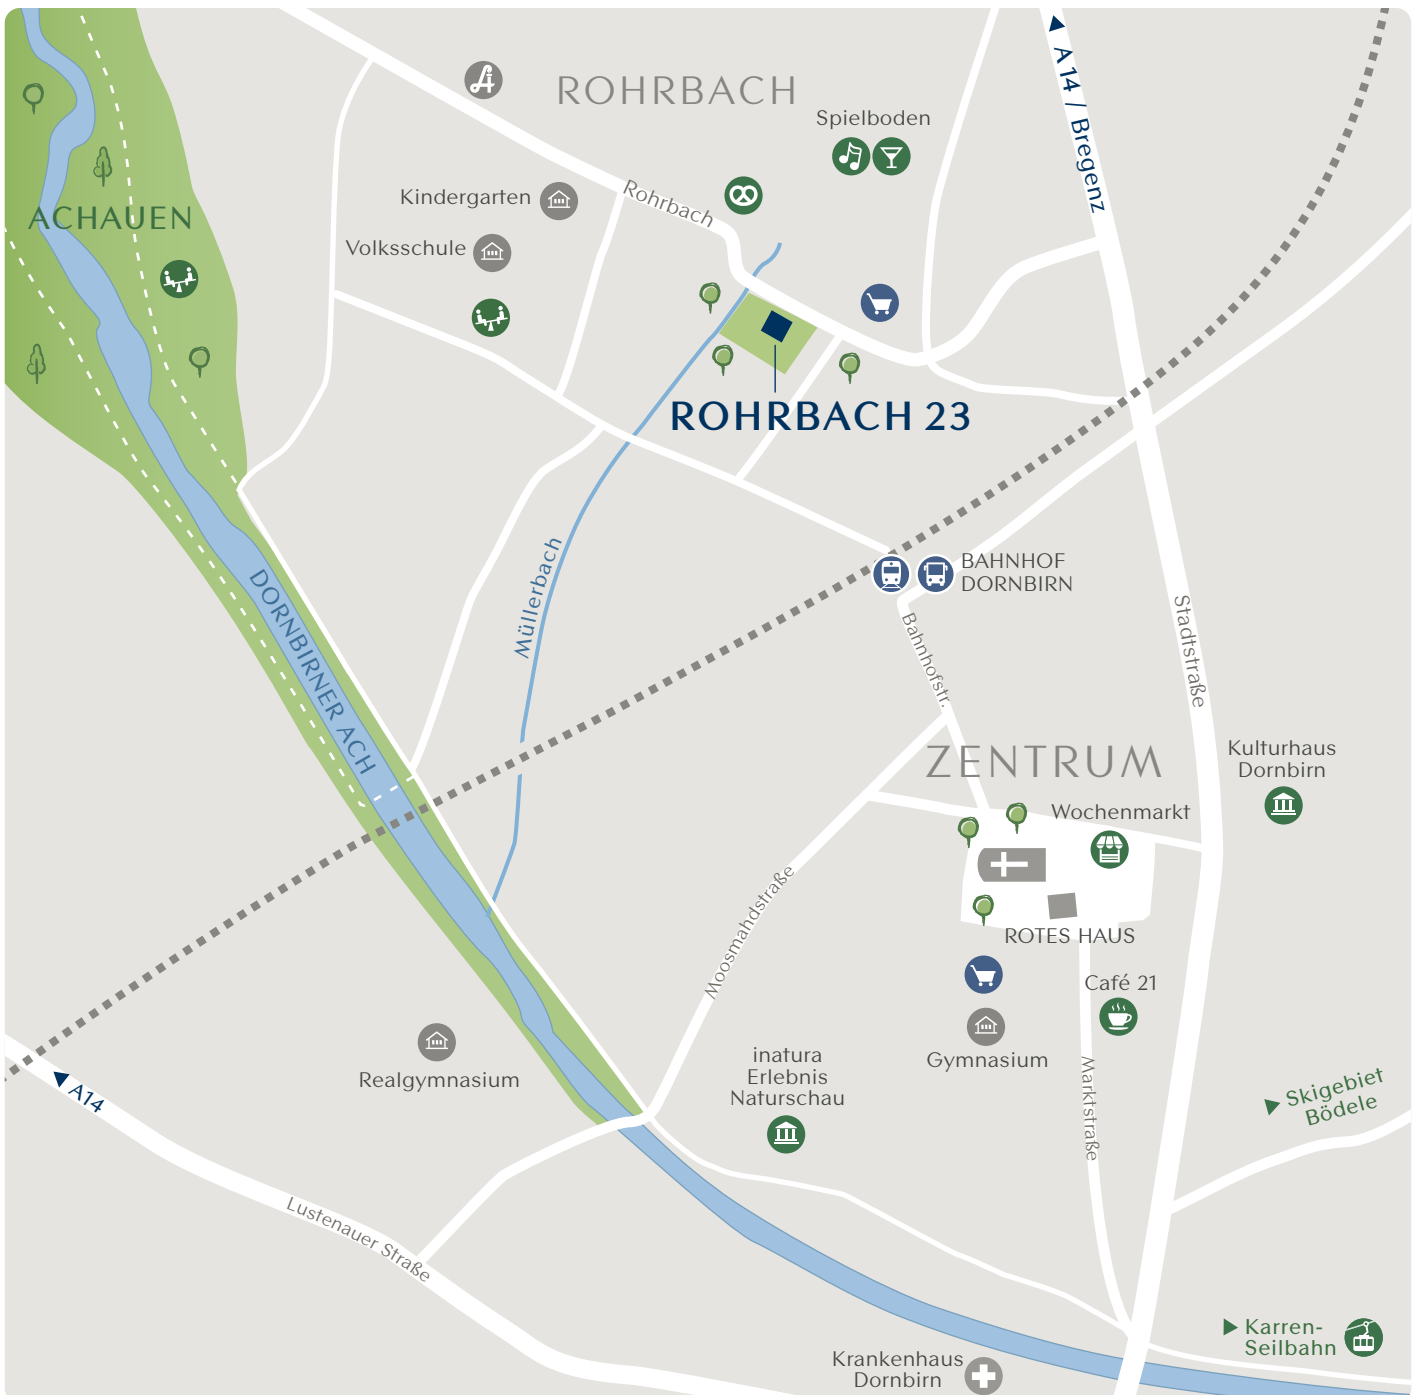 A 14 / Bregenz
ROHRBACH
Spielboden
Kindergarten
Rohrbach
ACHAUEN
Volksschule
ROHRBACH 23
Müllerbach
BAHNHOF
DORNBIRN
DORNBIRNER ACH
Bahnhofstr.
Stadtstraße
ZENTRUM
Kulturhaus
Dornbirn
Wochenmarkt
Moosmahdstraße
ROTES HAUS
Café 21
Gymnasium
Realgymnasium
inatura
Erlebnis
Naturschau
A14
Marktstraße
Skigebiet
Bödele
Lustenauer Straße
Karren-
Seilbahn
Krankenhaus
Dornbirn